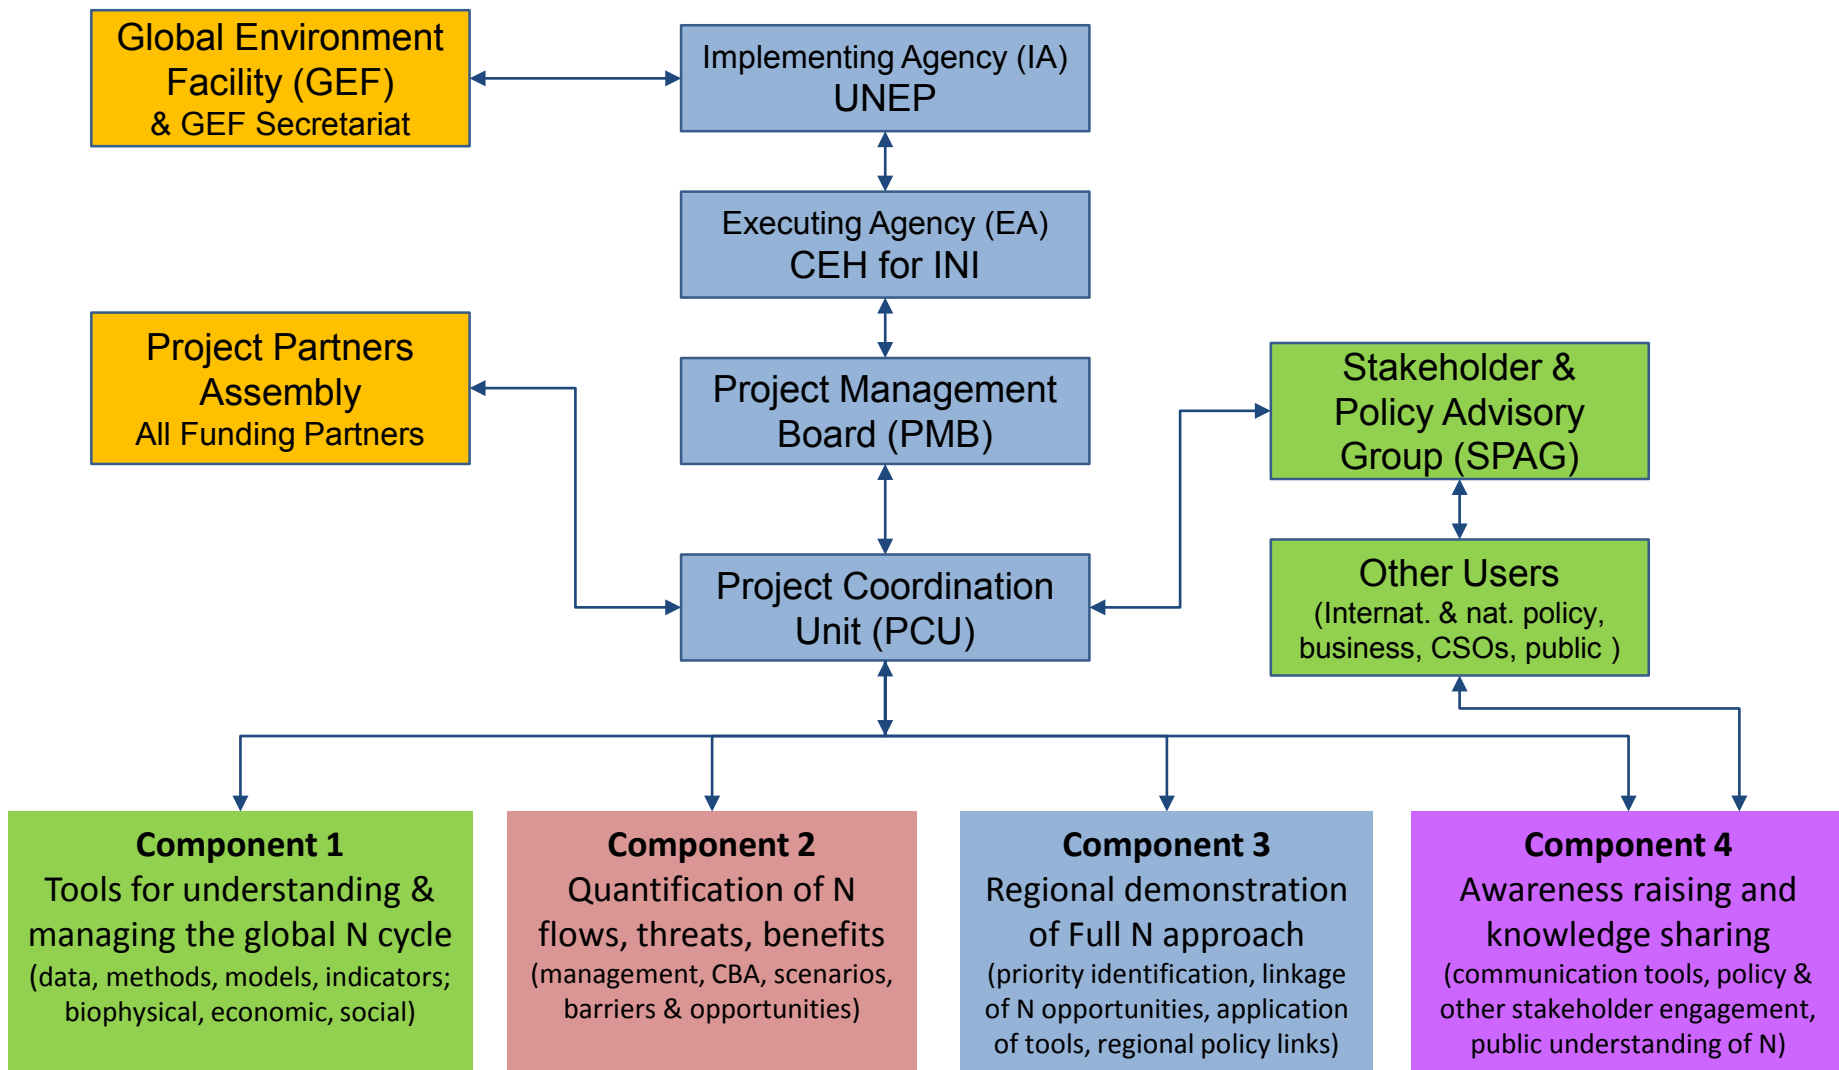 Global Environment
Facility (GEF)
& GEF Secretariat
Implementing Agency (IA)
UNEP
Executing Agency (EA)
CEH for INI
Project Partners
Assembly
All Funding Partners
Project Management
Board (PMB)
Stakeholder &
Policy Advisory
Group (SPAG)
Project Coordination
Unit (PCU)
Other Users
(Internat. & nat. policy,
business, CSOs, public )
Component 1
Tools for understanding &
managing the global N cycle
(data, methods, models, indicators;
biophysical, economic, social)
Component 2
Quantification of N
flows, threats, benefits
(management, CBA, scenarios,
barriers & opportunities)
Component 3
Regional demonstration
of Full N approach
(priority identification, linkage
of N opportunities, application
of tools, regional policy links)
Component 4
Awareness raising and
knowledge sharing
(communication tools, policy &
other stakeholder engagement,
public understanding of N)